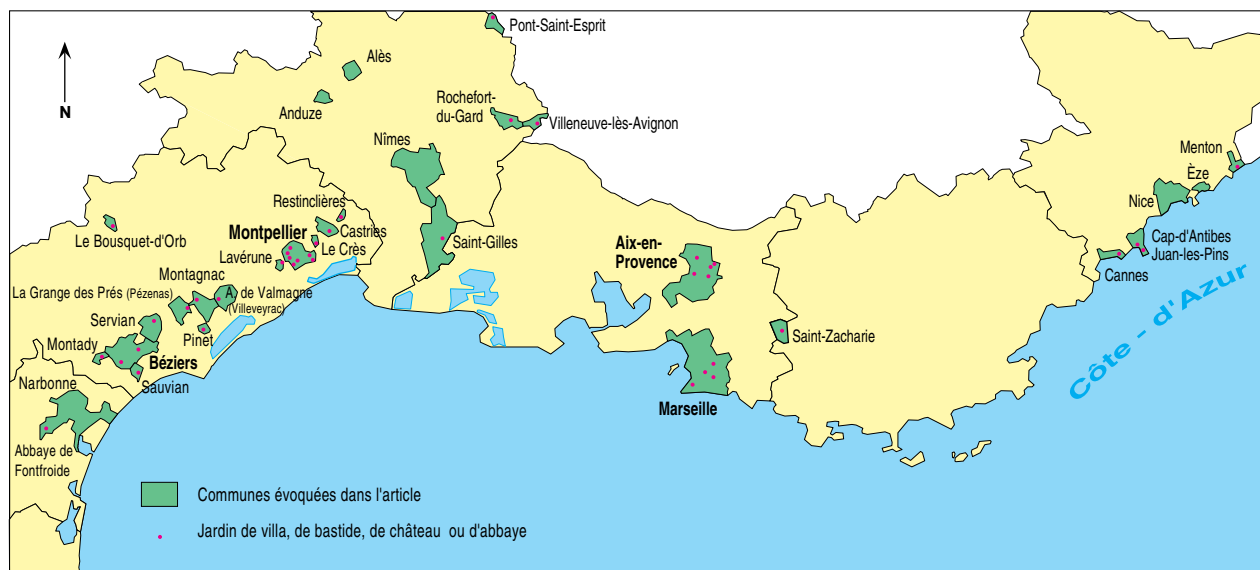 Pont-Saint-Esprit
Alès
N
Anduze
Rochefort-
du-Gard
Villeneuve-lès-Avignon
Nîmes
Menton
Èze
Nice
Restinclières
Castries
Montpellier
Le Crès
Le Bousquet-d'Orb
Lavérune
Saint-Gilles
Aix-en-
Provence
Cap-d'Antibes
Juan-les-Pins
Cannes
Montagnac
La Grange des Prés (Pézenas)
A. de Valmagne
(Villeveyrac)
Servian
Pinet
Saint-Zacharie
Montady
Béziers
Sauvian
Côte - d'Azur
Narbonne
Marseille
Abbaye de
Fontfroide
Communes évoquées dans l'article
Jardin de villa, de bastide, de château ou d'abbaye